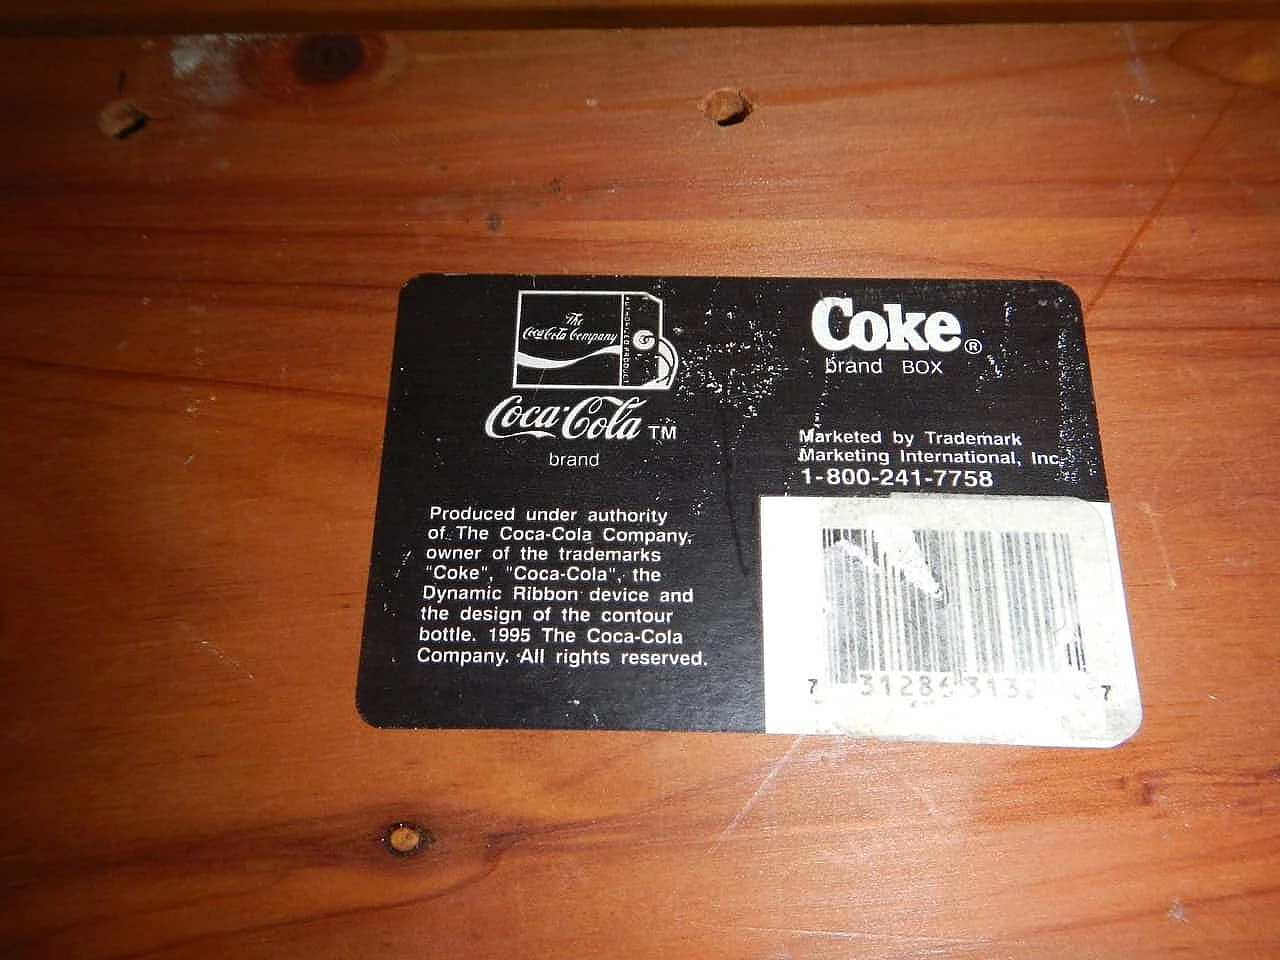 The
Coca-Cola Company
Coca-Cola TM
brand
Produced under authority
of The Coca-Cola Company,
owner of the trademarks
"Coke", "Coca-Cola", the
Dynamic Ribbon device and
the design of the contour
bottle. 1995 The Coca-Cola
Company. All rights reserved.
Coke®
brand BOX
Marketed by Trademark
Marketing International, Inc.
1-800-241-7758
7 7